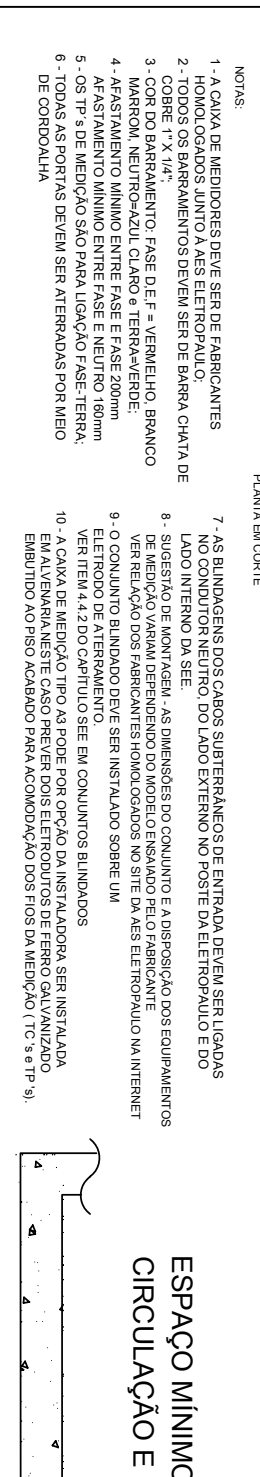 PLANTA EM CORTE
NOTAS:
1 - A CAIXA DE MEDIDORES DEVE SER DE FABRICANTES
HOMOLOGADOS JUNTO À AES ELETROPAULO;
2 - TODOS OS BARRAMENTOS DEVEM SER DE BARRA CHATA DE
COBRE 1" X 1/4";
3 - COR DO BARRAMENTO: FASE D,E,F = VERMELHO, BRANCO
MARROM, NEUTRO=AZUL CLARO e TERRA=VERDE;
4 - AFASTAMENTO MÍNIMO ENTRE FASE E FASE 200mm
AFASTAMENTO MÍNIMO ENTRE FASE E NEUTRO 160mm
5 - OS TP's DE MEDIÇÃO SÃO PARA LIGAÇÃO FASE-TERRA;
6 - TODAS AS PORTAS DEVEM SER ATERRADAS POR MEIO
DE CORDOALHA
7 - AS BLINDAGENS DOS CABOS SUBTERRÂNEOS DE ENTRADA DEVEM SER LIGADAS
NO CONDUTOR NEUTRO, DO LADO EXTERNO NO POSTE DA ELETROPAULO E DO
LADO INTERNO DA SEE.
8 - SUGESTÃO DE MONTAGEM - AS DIMENSÕES DO CONJUNTO E A DISPOSIÇÃO DOS EQUIPAMENTOS
DE MEDIÇÃO VARIAM DEPENDENDO DO MODELO ENSAIADO PELO FABRICANTE
VER RELAÇÃO DOS FABRICANTES HOMOLOGADOS NO SITE DA AES ELETROPAULO NA INTERNET
9 - O CONJUNTO BLINDADO DEVE SER INSTALADO SOBRE UM
ELETRODO DE ATERRAMENTO.
VER ITEM 4.4.2 DO CAPÍTULO SEE EM CONJUNTOS BLINDADOS
10 - A CAIXA DE MEDIÇÃO TIPO A3 PODE POR OPÇÃO DA INSTALADORA SER INSTALADA
EM ALVENARIA.NESTE CASO PREVER DOIS ELETRODUTOS DE FERRO GALVANIZADO
EMBUTIDO AO PISO ACABADO PARA ACOMODAÇÃO DOS FIOS DA MEDIÇÃO ( TC 's e TP 's).
ESPAÇO MÍNIMO
CIRCULAÇÃO E